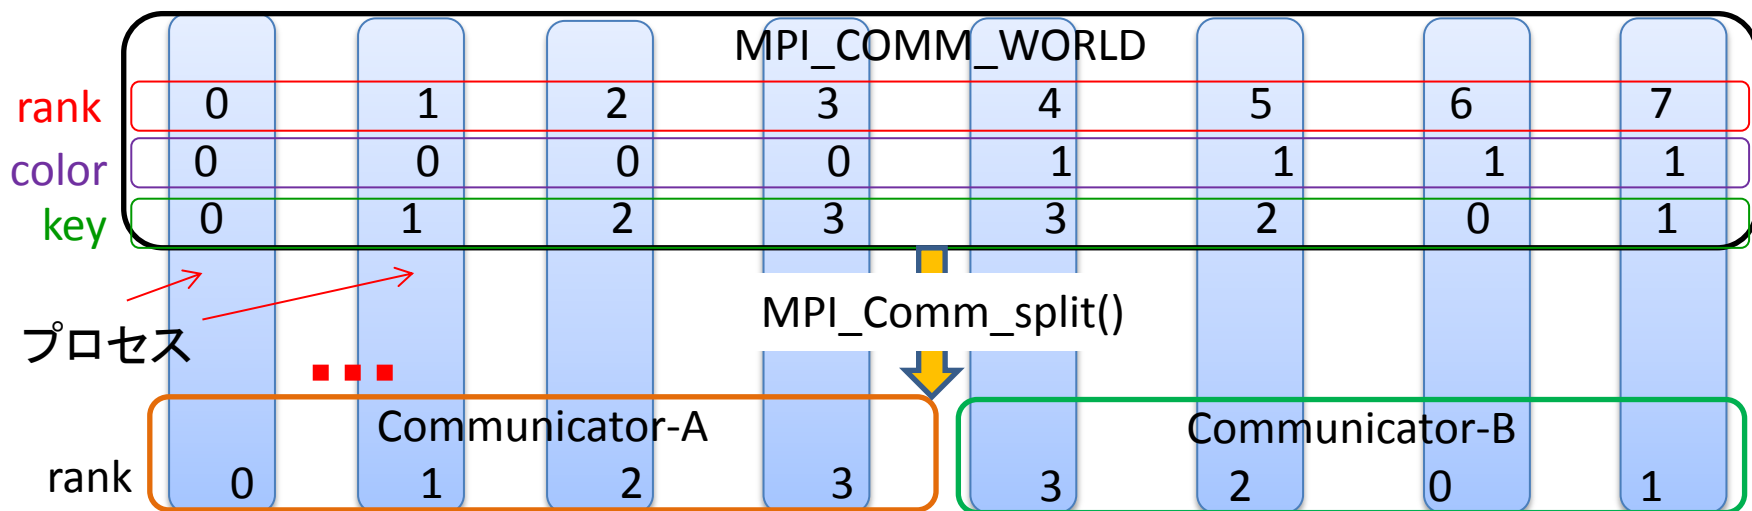 MPI_COMM_WORLD
rank 0 1 2 3 4 5 6 7
color 0 0 0 0 1 1 1 1
key 0 1 2 3 3 2 0 1
プロセス
MPI_Comm_split()
Communicator-A Communicator-B
rank 0 1 2 3 3 2 0 1